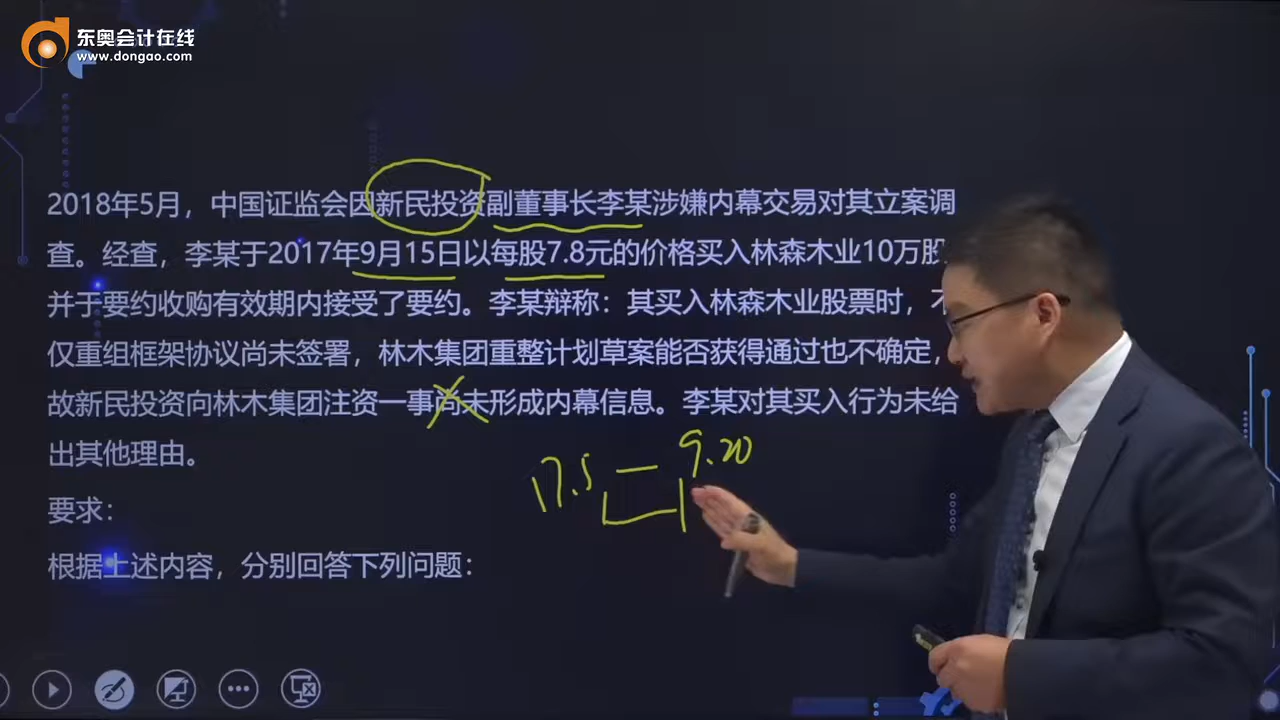 东奥会计在线
www.dongao.com
2018年5月，中国证监会因新民投资副董事长李某涉嫌内幕交易对其立案调
查。经查，李某于2017年9月15日以每股7.8元的价格买入林森木业10万股
并于要约收购有效期内接受了要约。李某辩称：其买入林森木业股票时，不
仅重组框架协议尚未签署，林木集团重整计划草案能否获得通过也不确定，
故新民投资向林木集团注资一事尚未形成内幕信息。李某对其买入行为未给
出其他理由。
17.5 — 9.20
要求：
根据上述内容，分别回答下列问题：